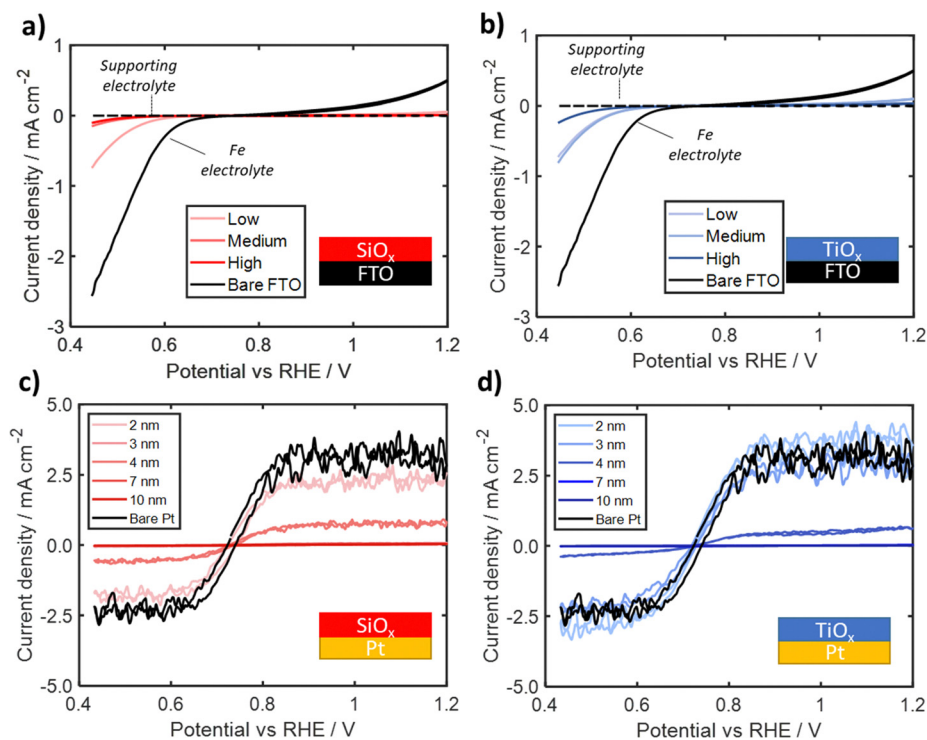 a)
1
0
-1
-2
-3
Current density / mA cm⁻²
Supporting
electrolyte
Fe
electrolyte
Low
Medium
High
Bare FTO
SiOₓ
FTO
0.4
0.6
0.8
1
1.2
Potential vs RHE / V
b)
1
0
-1
-2
-3
Current density / mA cm⁻²
Supporting
electrolyte
Fe
electrolyte
Low
Medium
High
Bare FTO
TiOₓ
FTO
0.4
0.6
0.8
1
1.2
Potential vs RHE / V
c)
5.0
2.5
0.0
-2.5
-5.0
Current density / mA cm⁻²
2 nm
3 nm
4 nm
7 nm
10 nm
Bare Pt
SiOₓ
Pt
0.4
0.6
0.8
1
1.2
Potential vs RHE / V
d)
5.0
2.5
0.0
-2.5
-5.0
Current density / mA cm⁻²
2 nm
3 nm
4 nm
7 nm
10 nm
Bare Pt
TiOₓ
Pt
0.4
0.6
0.8
1
1.2
Potential vs RHE / V